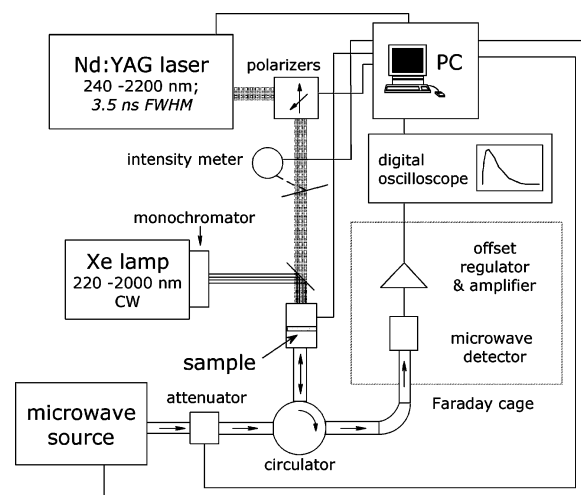 Nd:YAG laser
240 -2200 nm;
3.5 ns FWHM
polarizers
PC
intensity meter
digital
oscilloscope
monochromator
Xe lamp
220 -2000 nm
CW
offset
regulator
& amplifier
sample
microwave
detector
attenuator
Faraday cage
microwave
source
circulator